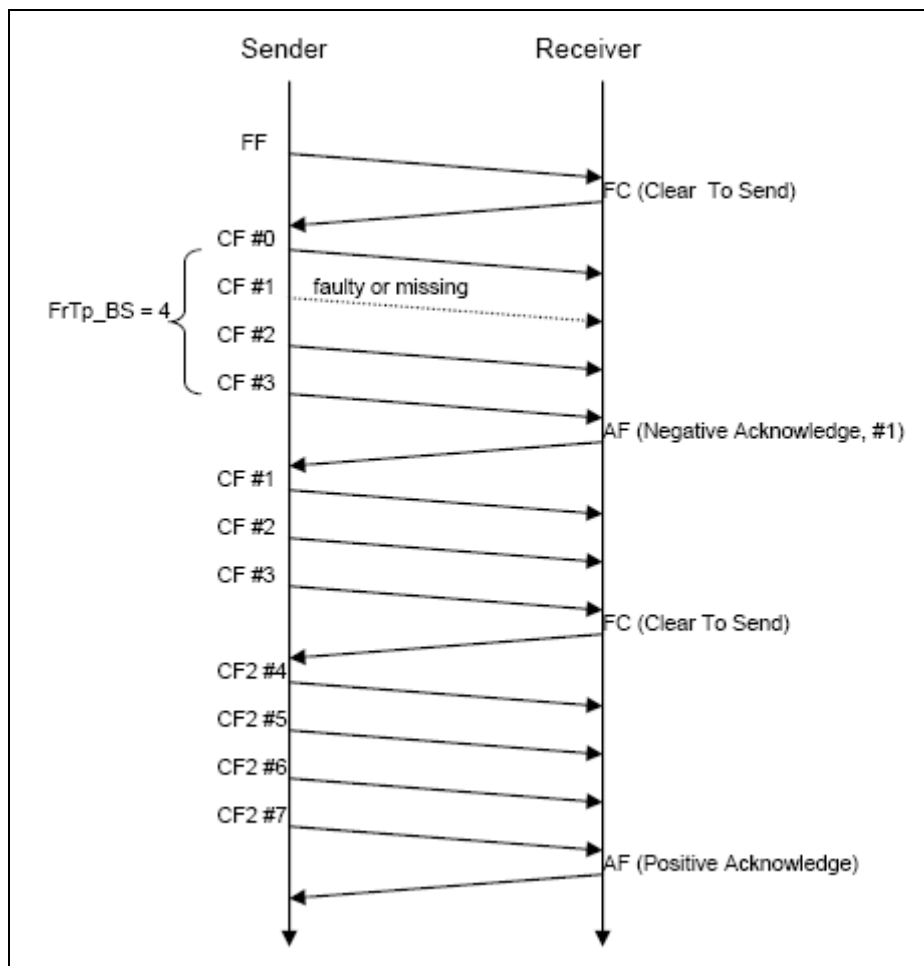 Sender
Receiver
FF
FC (Clear To Send)
CF #0
CF #1
faulty or missing
FrTp_BS = 4
CF #2
CF #3
AF (Negative Acknowledge, #1)
CF #1
CF #2
CF #3
FC (Clear To Send)
CF2 #4
CF2 #5
CF2 #6
CF2 #7
AF (Positive Acknowledge)